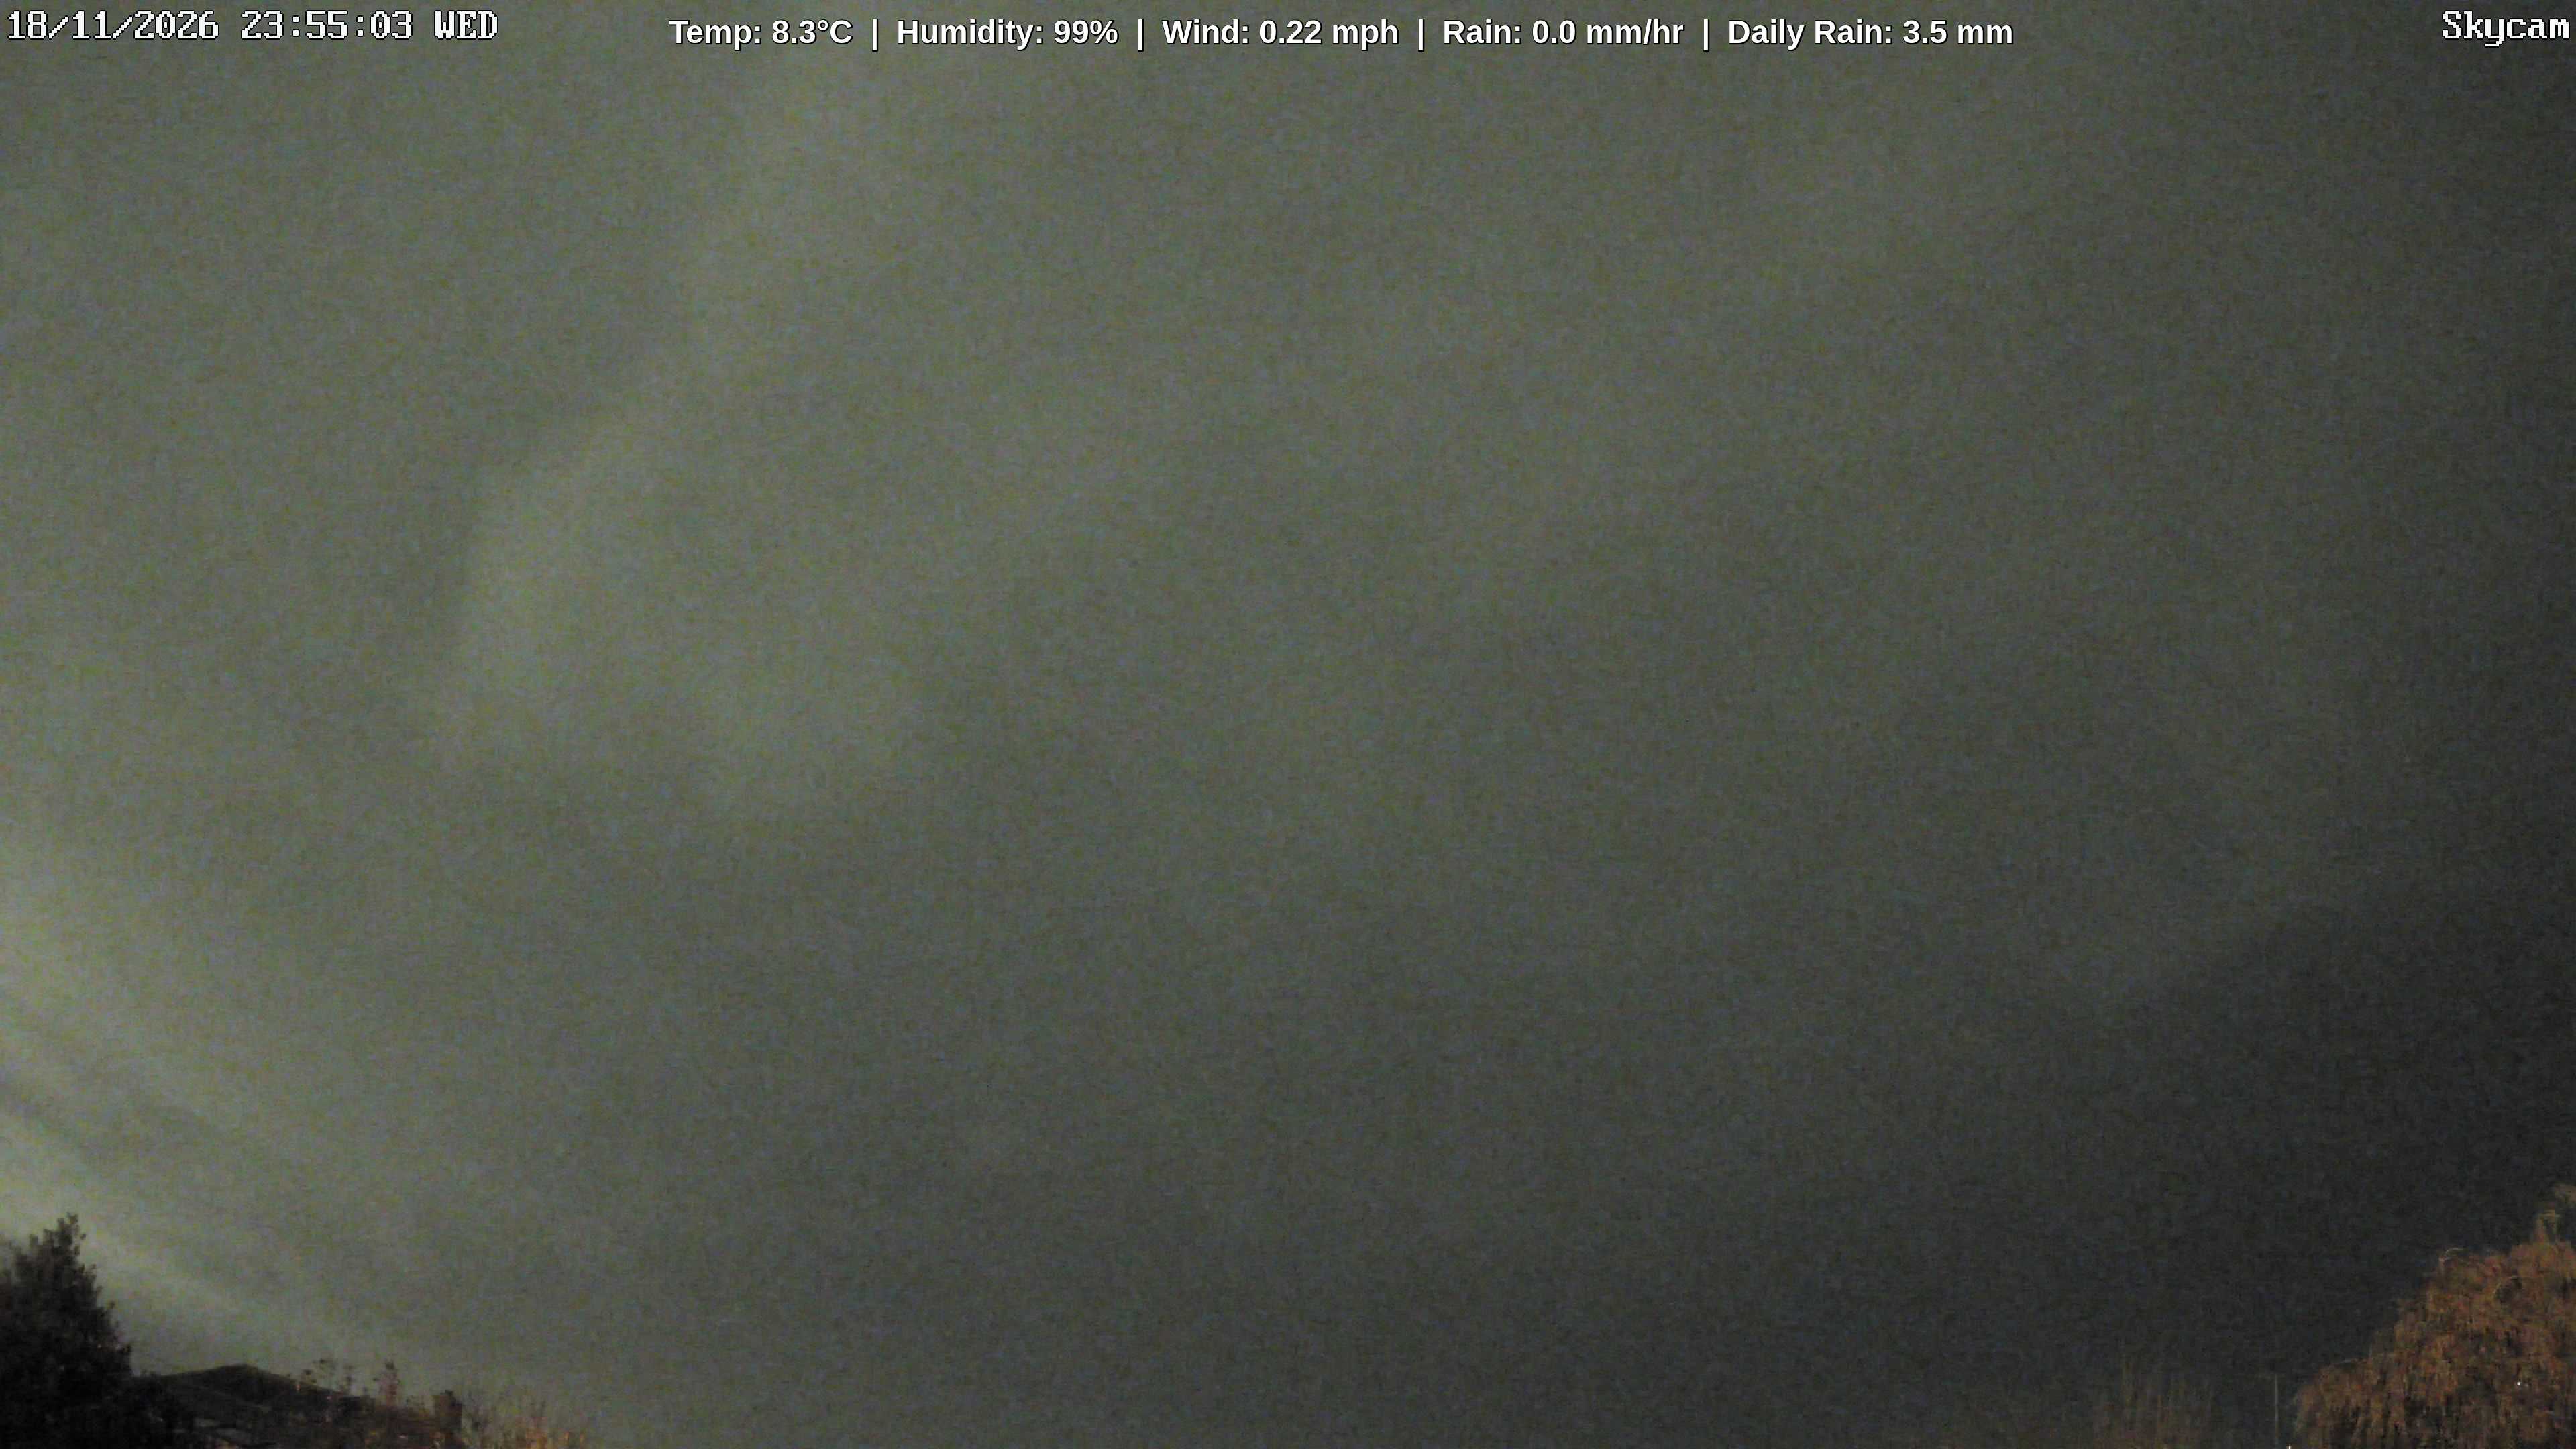 18/11/2026 23:55:03 WED
Temp: 8.3°C | Humidity: 99% | Wind: 0.22 mph | Rain: 0.0 mm/hr | Daily Rain: 3.5 mm
Skycam